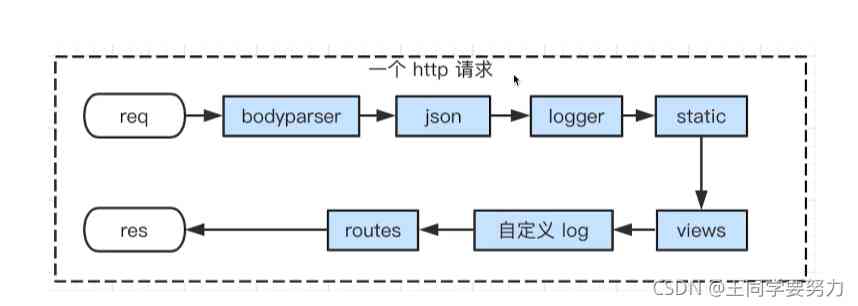 一个 http 请求
req
bodyparser
json
logger
static
res
routes
自定义 log
views
CSDN @王同学要努力